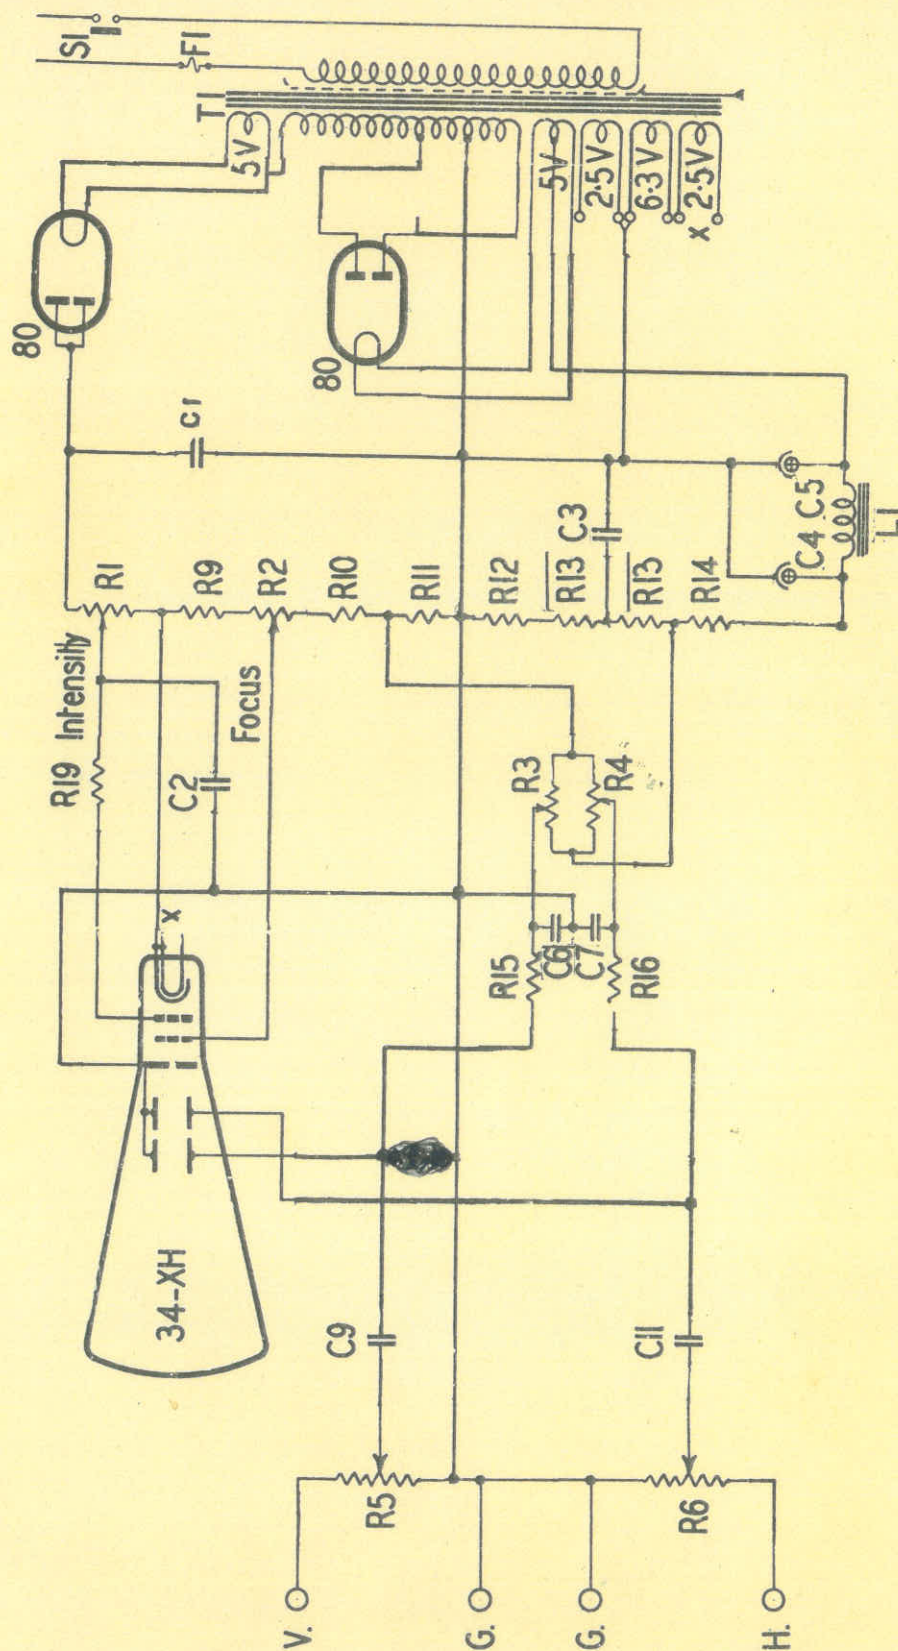 S1
F1
T1
80
5V
80
5V
2·5V
6·3V
2·5V
x
C1
R1
R9
R2
R10
R11
R12
R13
R13
R14
C3
C4
C5
L1
R19
Intensity
C2
Focus
x
R3
R4
R15
C6
C7
R16
34-XH
C9
C11
R5
R6
V.
G.
G.
H.